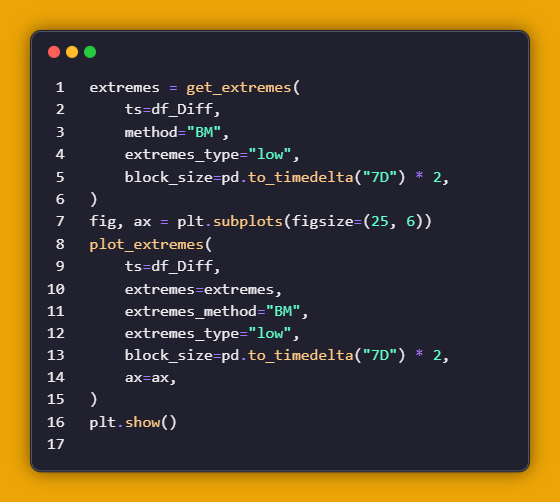 1 extremes = get_extremes(
2     ts=df_Diff,
3     method="BM",
4     extremes_type="low",
5     block_size=pd.to_timedelta("7D") * 2,
6 )
7 fig, ax = plt.subplots(figsize=(25, 6))
8 plot_extremes(
9     ts=df_Diff,
10     extremes=extremes,
11     extremes_method="BM",
12     extremes_type="low",
13     block_size=pd.to_timedelta("7D") * 2,
14     ax=ax,
15 )
16 plt.show()
17